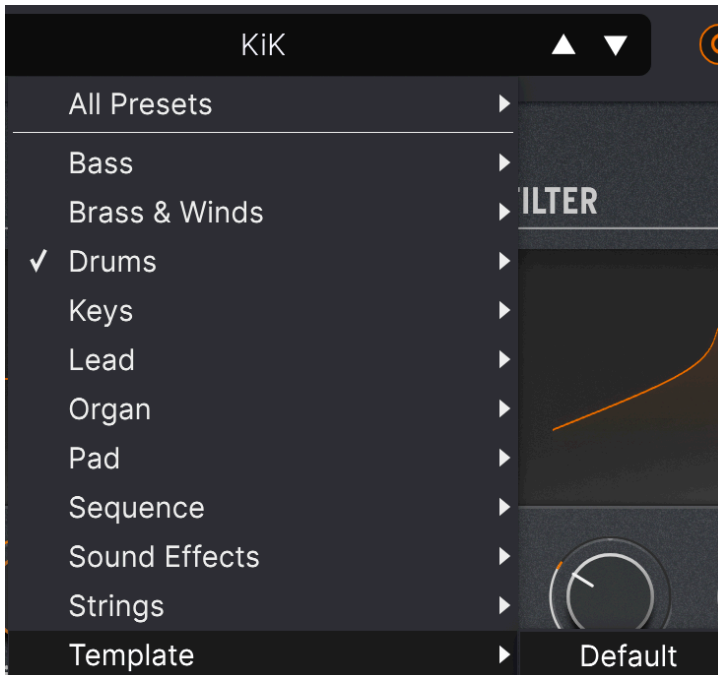 KiK
All Presets
Bass
Brass & Winds
ILTER
Drums
Keys
Lead
Organ
Pad
Sequence
Sound Effects
Strings
Template
Default